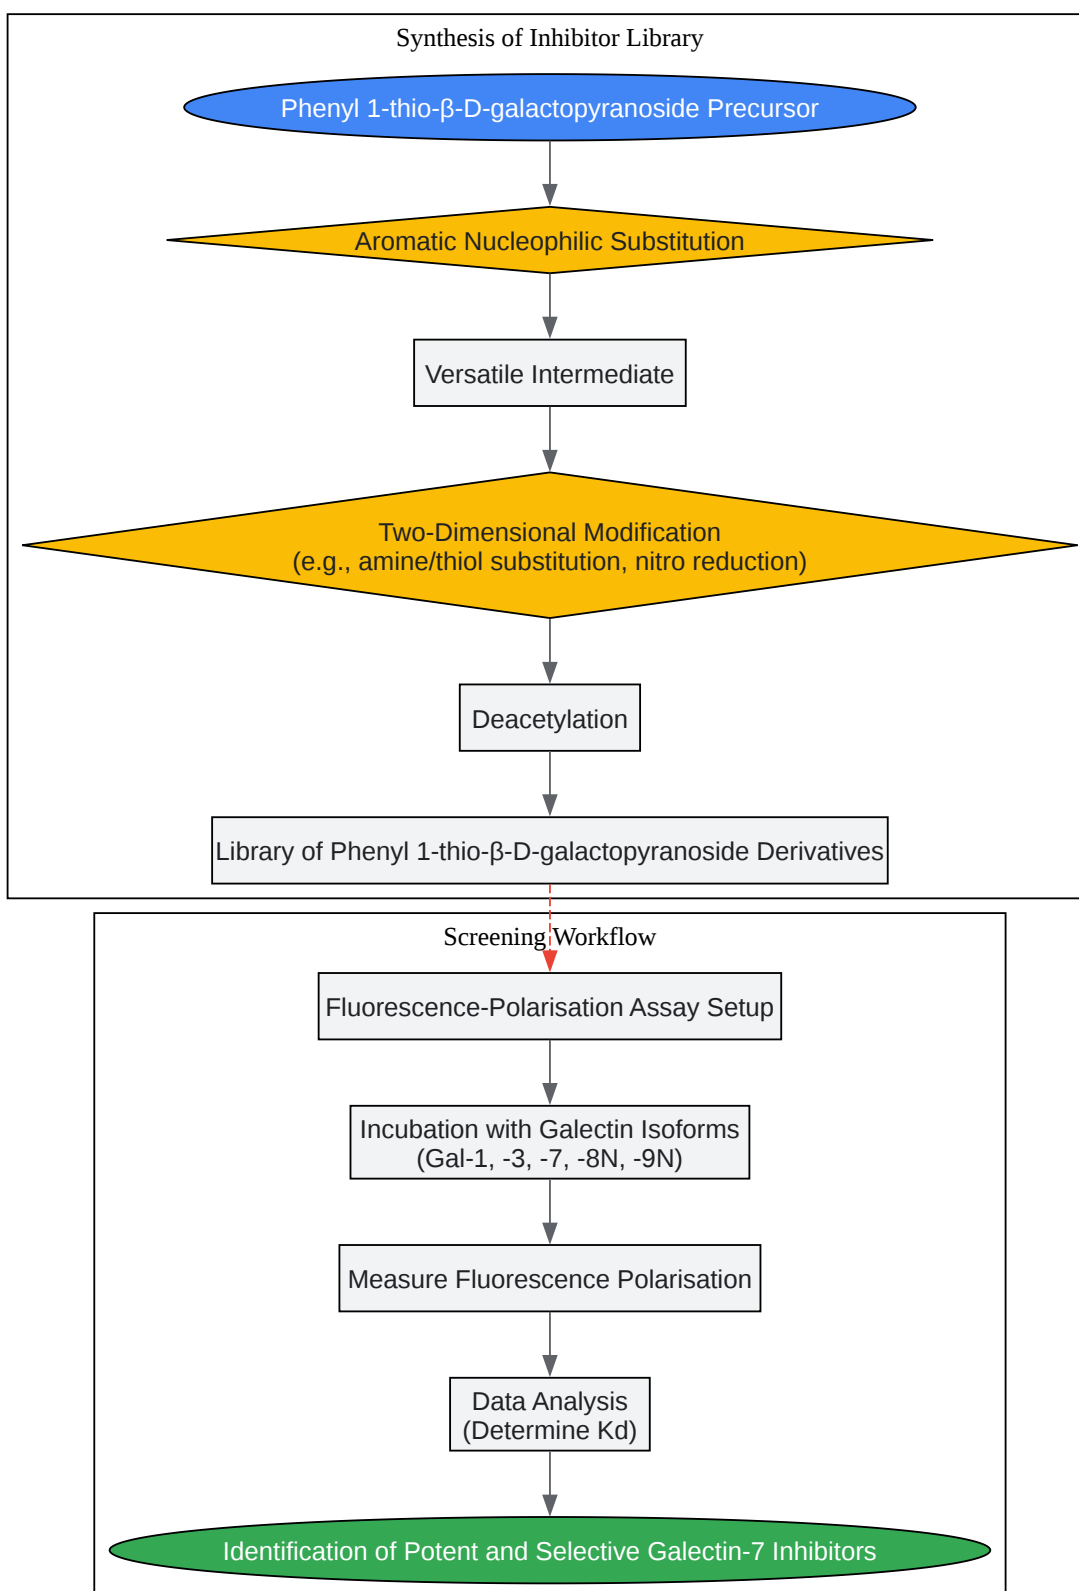 Synthesis of Inhibitor Library
Phenyl 1-thio-β-D-galactopyranoside Precursor
Aromatic Nucleophilic Substitution
Versatile Intermediate
Two-Dimensional Modification
(e.g., amine/thiol substitution, nitro reduction)
Deacetylation
Library of Phenyl 1-thio-β-D-galactopyranoside Derivatives
Screening Workflow
Fluorescence-Polarisation Assay Setup
Incubation with Galectin Isoforms
(Gal-1, -3, -7, -8N, -9N)
Measure Fluorescence Polarisation
Data Analysis
(Determine Kd)
Identification of Potent and Selective Galectin-7 Inhibitors